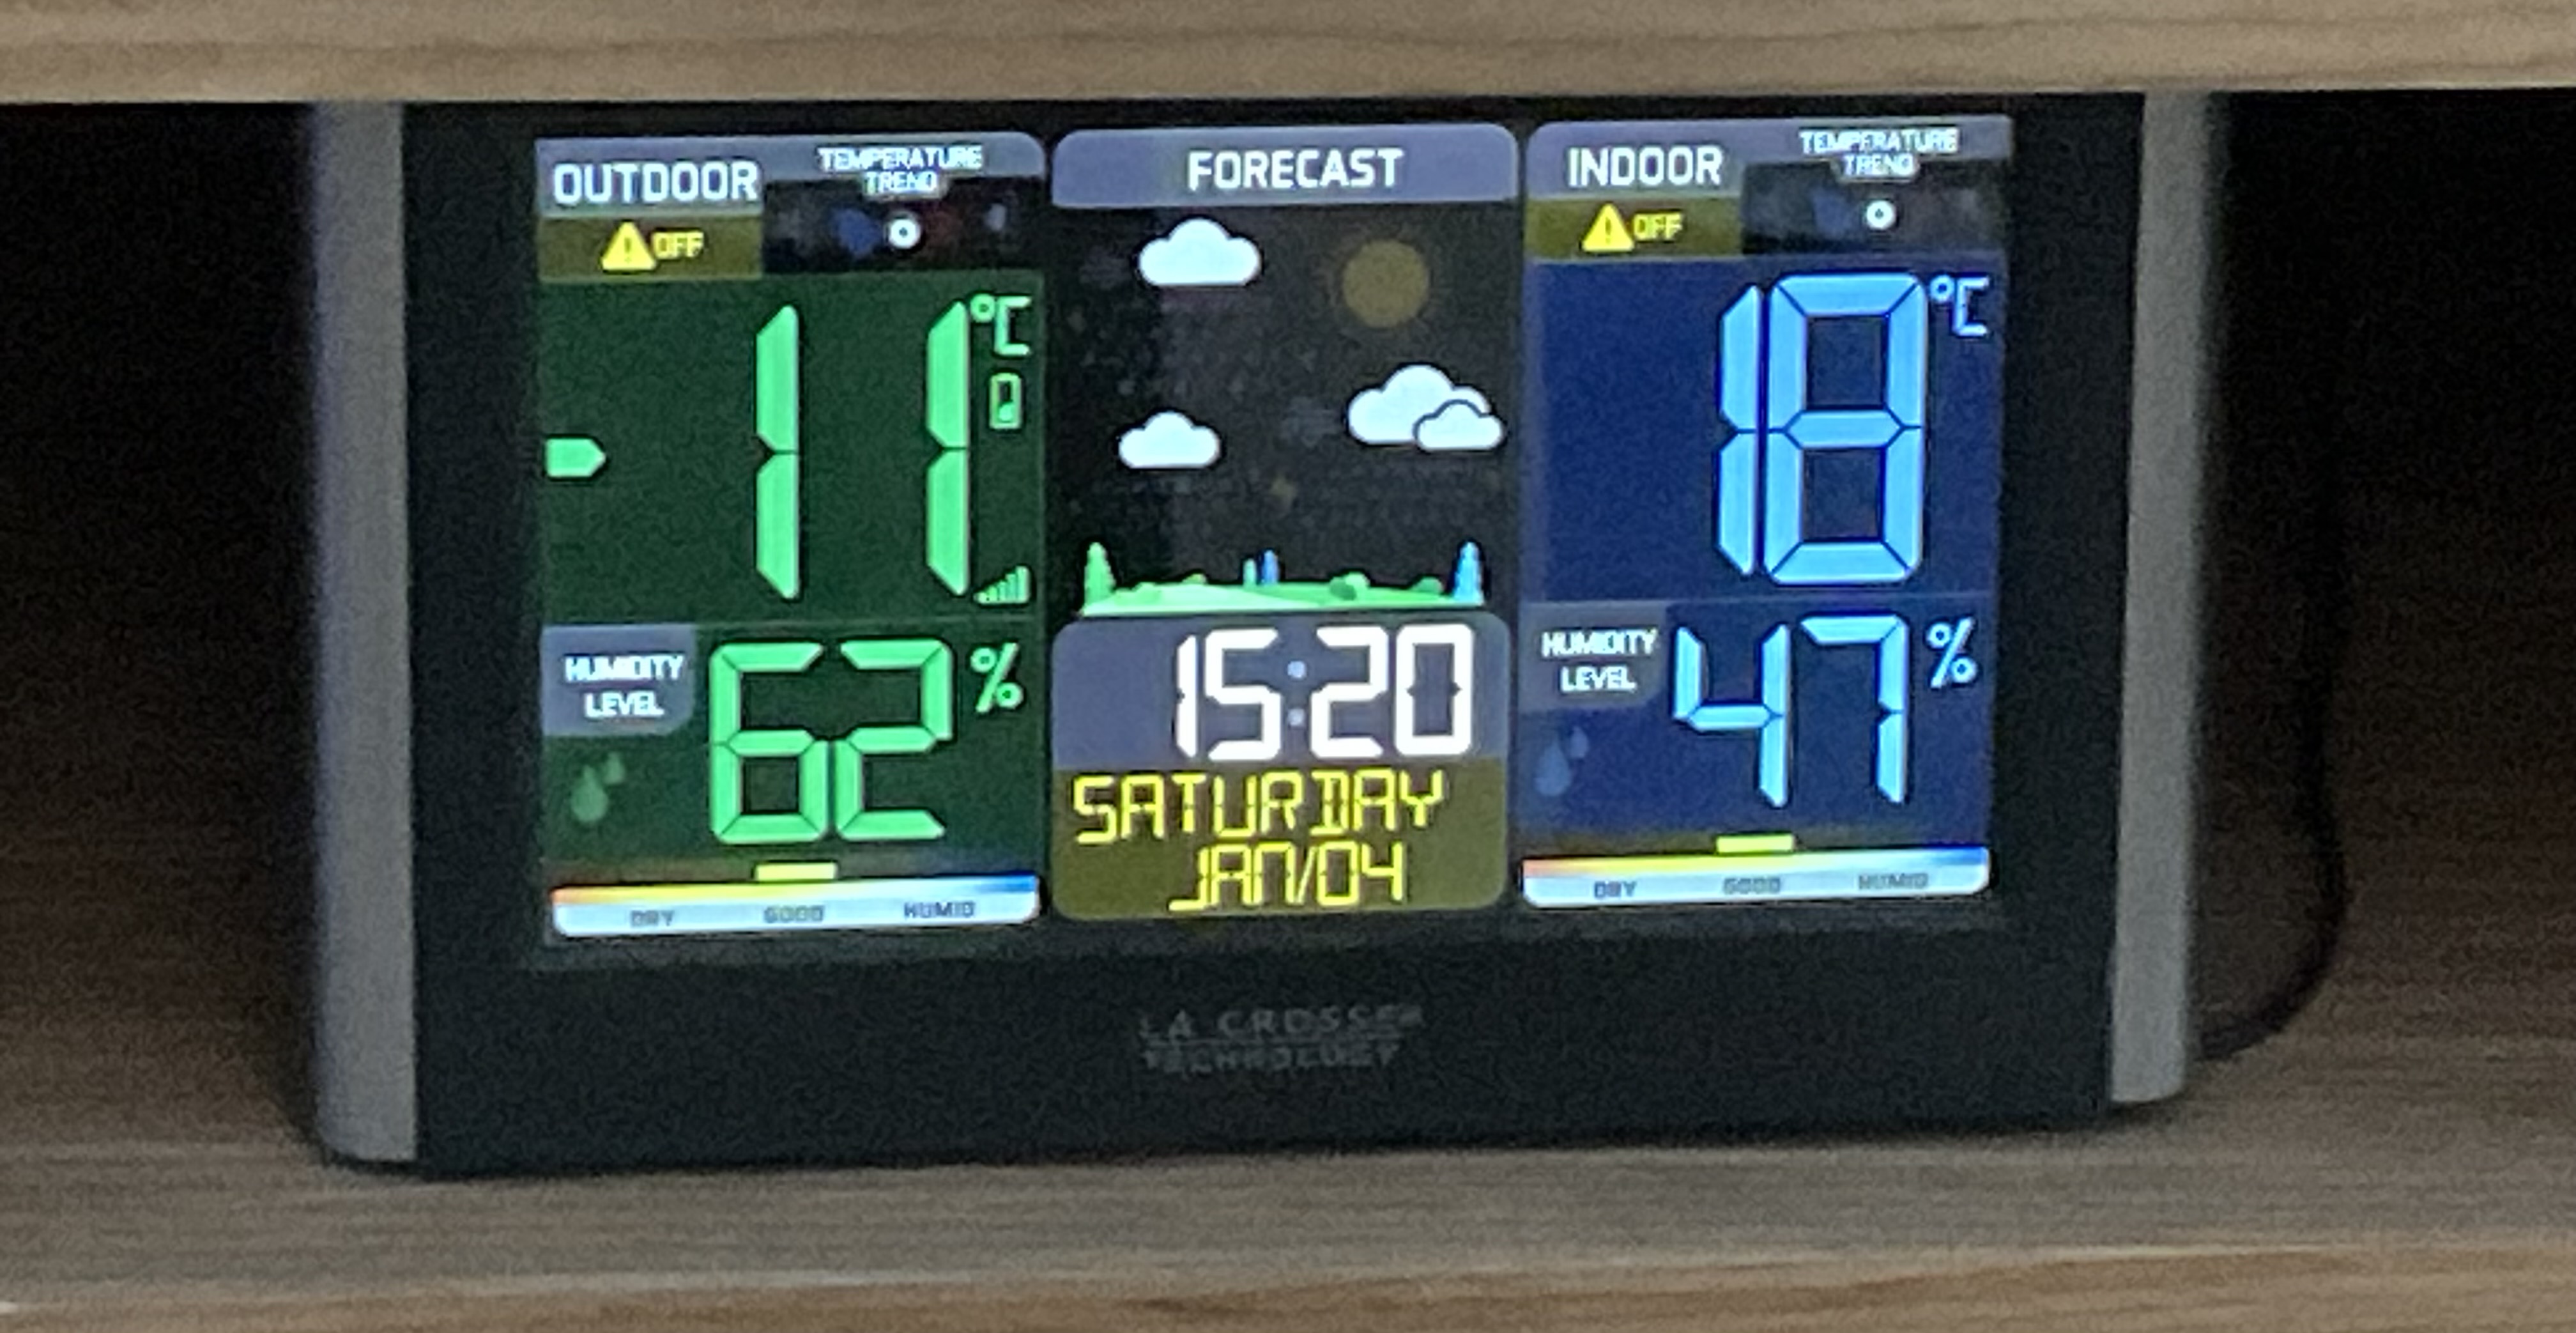 OUTDOOR
TEMPERATURE
TREND
OFF
-11 °C
HUMIDITY
LEVEL
62 %
DRY GOOD HUMID
FORECAST
15:20
SATURDAY
JAN/04
INDOOR
TEMPERATURE
TREND
OFF
18 °C
HUMIDITY
LEVEL
47 %
DRY GOOD HUMID
LA CROSSE
TECHNOLOGY